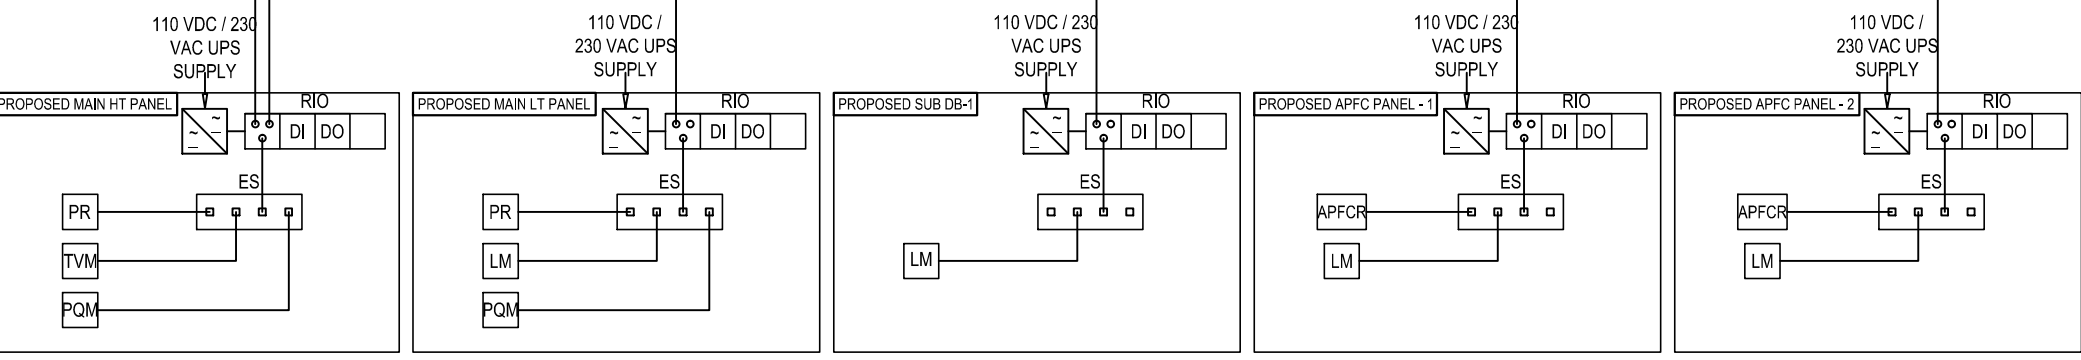 110 VDC / 230
VAC UPS
SUPPLY
PROPOSED MAIN HT PANEL
RIO
DI DO
ES
PR
TVM
PQM
110 VDC /
230 VAC UPS
SUPPLY
PROPOSED MAIN LT PANEL
RIO
DI DO
ES
PR
LM
PQM
110 VDC / 230
VAC UPS
SUPPLY
PROPOSED SUB DB-1
RIO
DI DO
ES
LM
110 VDC / 230
VAC UPS
SUPPLY
PROPOSED APFC PANEL - 1
RIO
DI DO
ES
APFCR
LM
110 VDC /
230 VAC UPS
SUPPLY
PROPOSED APFC PANEL - 2
RIO
DI DO
ES
APFCR
LM